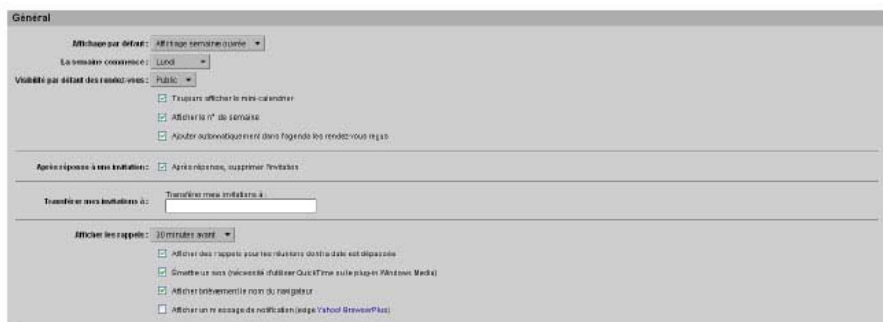 Général
Affichage par défaut : Affichage semaine ouvrée
La semaine commence : Lundi
Visibilité par défaut des rendez-vous : Public
Toujours afficher le mini-calendrier
Afficher le n° de semaine
Ajouter automatiquement dans l'agenda les rendez-vous reçus
Après réponse à une invitation : Après réponse, supprimer l'invitation
Transférer mes invitations à :
Transférer mes invitations à :
Afficher les rappels : 30 minutes avant
Afficher des rappels pour les réunions dont la date est dépassée
Emettre un son (nécessité d'utiliser QuickTime ou le plug-in Windows Media)
Afficher brièvement le nom du navigateur
Afficher un message de notification (exige Yahoo! BrowserPlus)